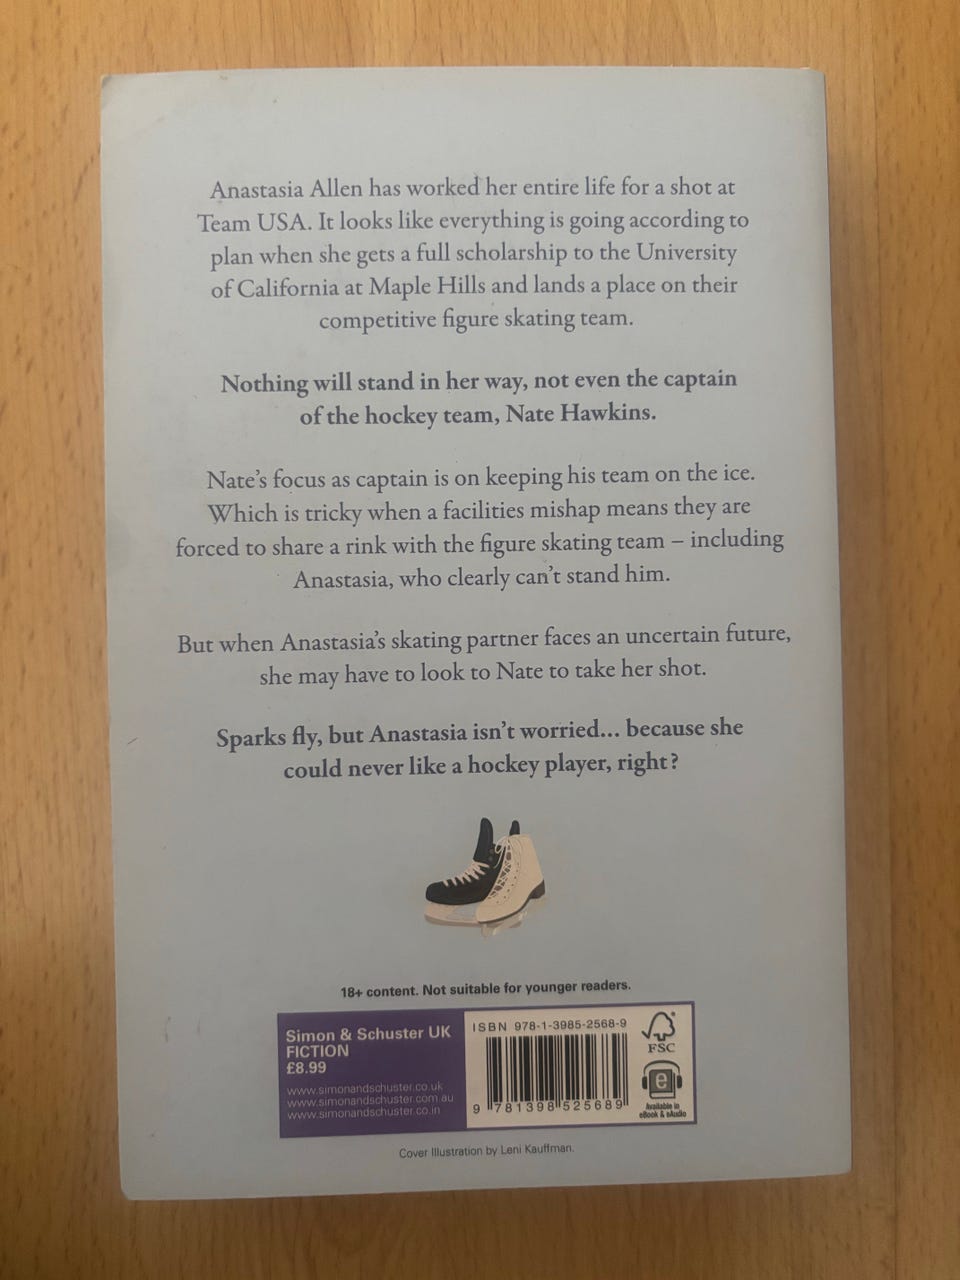 Anastasia Allen has worked her entire life for a shot at
Team USA. It looks like everything is going according to
plan when she gets a full scholarship to the University
of California at Maple Hills and lands a place on their
competitive figure skating team.
Nothing will stand in her way, not even the captain
of the hockey team, Nate Hawkins.
Nate’s focus as captain is on keeping his team on the ice.
Which is tricky when a facilities mishap means they are
forced to share a rink with the figure skating team – including
Anastasia, who clearly can’t stand him.
But when Anastasia’s skating partner faces an uncertain future,
she may have to look to Nate to take her shot.
Sparks fly, but Anastasia isn’t worried… because she
could never like a hockey player, right?
18+ content. Not suitable for younger readers.
Simon & Schuster UK
FICTION
£8.99
www.simonandschuster.co.uk
www.simonandschuster.com.au
www.simonandschuster.co.in
ISBN 978-1-3985-2568-9
9 781398 525689
FSC
e
Available in
eBook & eAudio
Cover Illustration by Leni Kauffman.